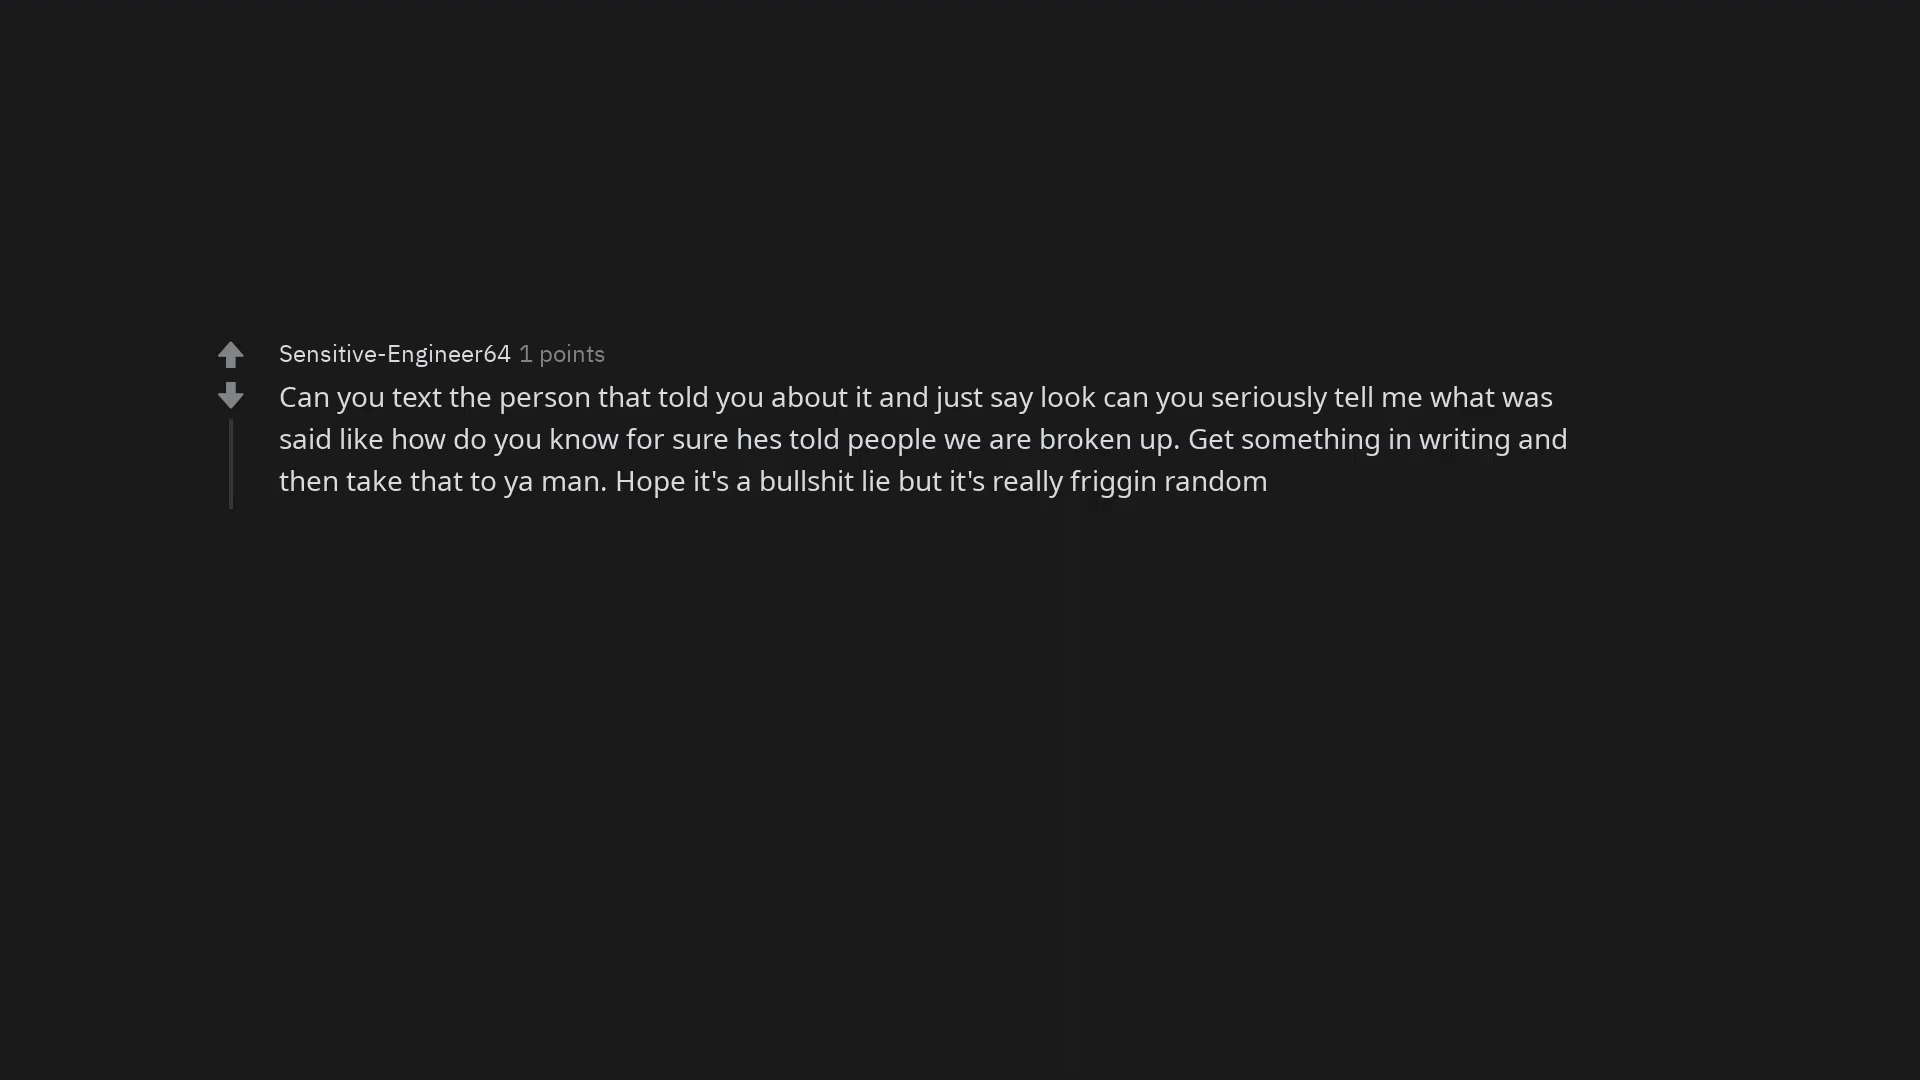 Sensitive-Engineer64 1 points
Can you text the person that told you about it and just say look can you seriously tell me what was
said like how do you know for sure hes told people we are broken up. Get something in writing and
then take that to ya man. Hope it's a bullshit lie but it's really friggin random